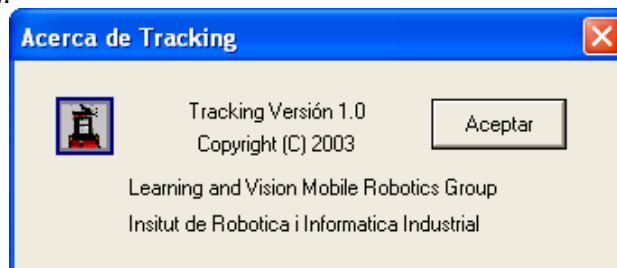 Acerca de Tracking
Tracking Versión 1.0
Copyright (C) 2003
Aceptar
Learning and Vision Mobile Robotics Group
Insitut de Robotica i Informatica Industrial